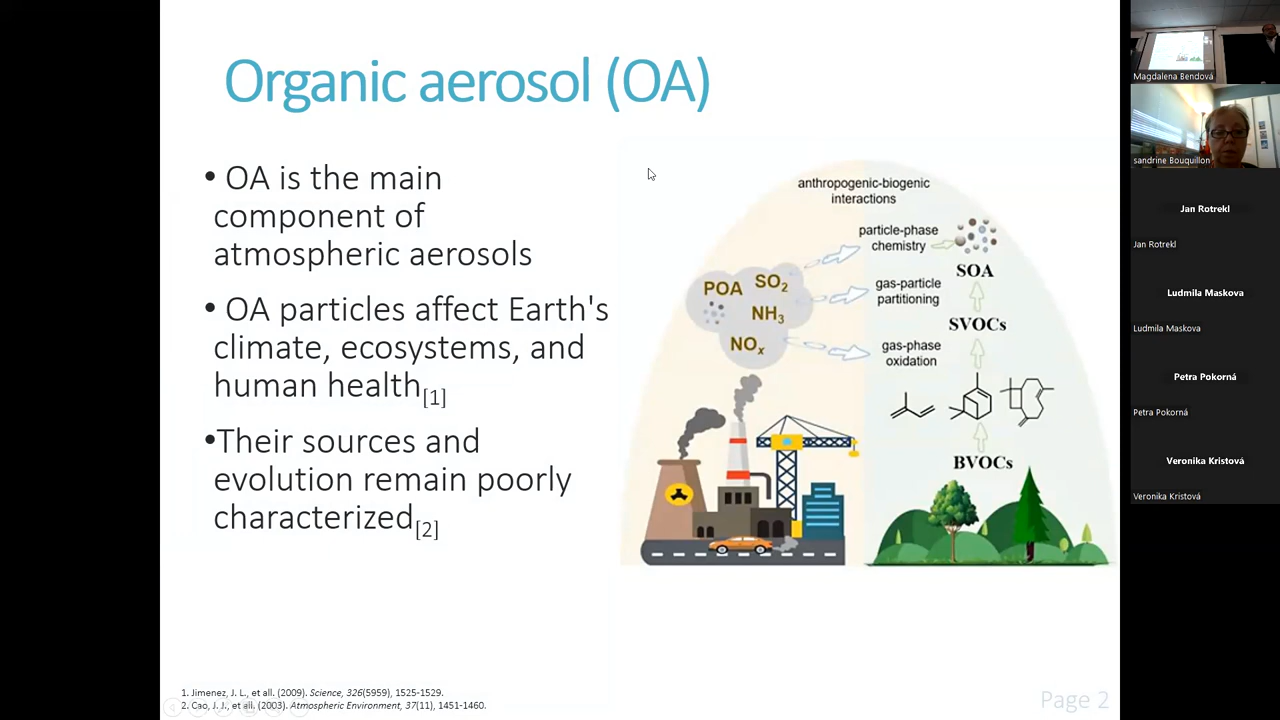 Organic aerosol (OA)
• OA is the main
component of
atmospheric aerosols
• OA particles affect Earth's
climate, ecosystems, and
human health[1]
•Their sources and
evolution remain poorly
characterized[2]
anthropogenic-biogenic
interactions
particle-phase
chemistry
SOA
POA SO2
NH3
NOx
gas-particle
partitioning
SVOCs
gas-phase
oxidation
BVOCs
1. Jimenez, J. L., et all. (2009). Science, 326(5959), 1525-1529.
2. Cao, J. J., et all. (2003). Atmospheric Environment, 37(11), 1451-1460.
Page 2
Magdalena Bendová
sandrine Bouquillon
Jan Rotrekl
Jan Rotrekl
Ludmila Maskova
Ludmila Maskova
Petra Pokorná
Petra Pokorná
Veronika Kristová
Veronika Kristová